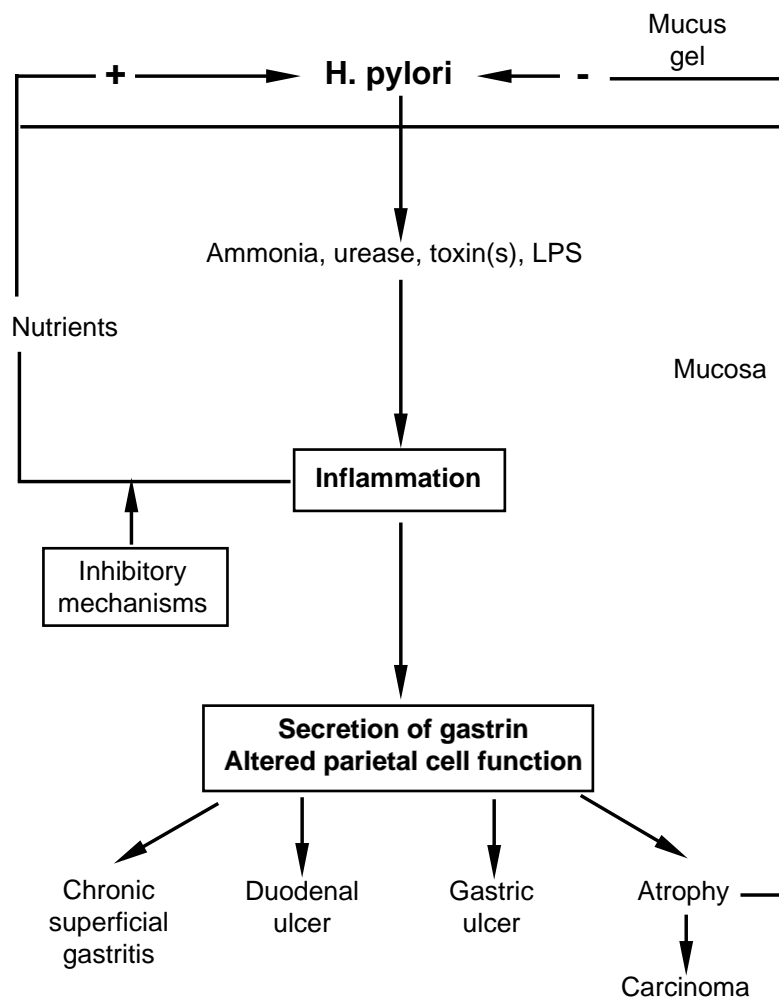 Mucus
gel
+
H. pylori
-
Ammonia, urease, toxin(s), LPS
Nutrients
Mucosa
Inflammation
Inhibitory
mechanisms
Secretion of gastrin
Altered parietal cell function
Chronic
superficial
gastritis
Duodenal
ulcer
Gastric
ulcer
Atrophy
Carcinoma